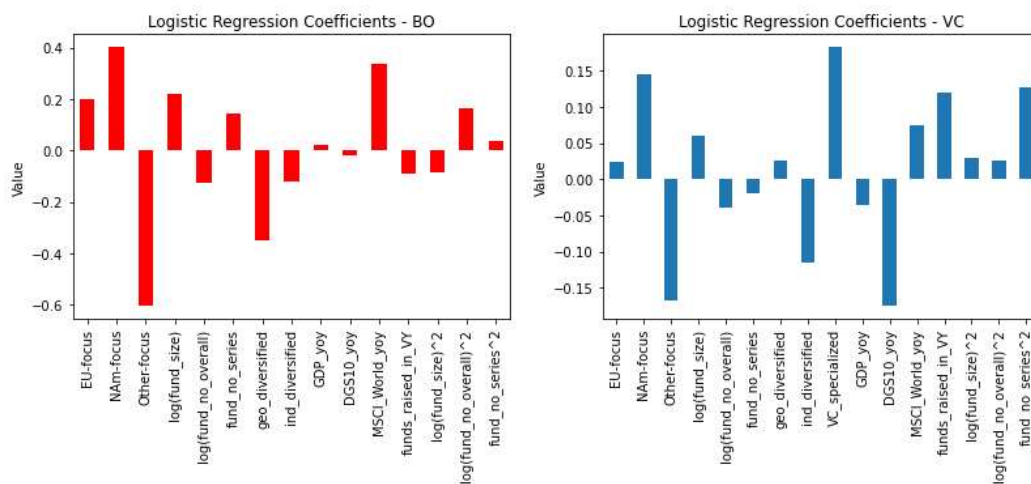 Logistic Regression Coefficients - BO
Value
0.4
0.2
0.0
−0.2
−0.4
−0.6
EU-focus
NAm-focus
Other-focus
log(fund_size)
log(fund_no_overall)
fund_no_series
geo_diversified
ind_diversified
GDP_yoy
DGS10_yoy
MSCI_World_yoy
funds_raised_in_VY
log(fund_size)^2
log(fund_no_overall)^2
fund_no_series^2
Logistic Regression Coefficients - VC
Value
0.15
0.10
0.05
0.00
−0.05
−0.10
−0.15
EU-focus
NAm-focus
Other-focus
log(fund_size)
log(fund_no_overall)
fund_no_series
geo_diversified
ind_diversified
VC_specialized
GDP_yoy
DGS10_yoy
MSCI_World_yoy
funds_raised_in_VY
log(fund_size)^2
log(fund_no_overall)^2
fund_no_series^2